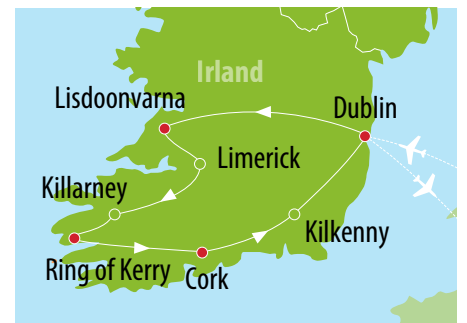 Irland
Lisdoonvarna
Dublin
Limerick
Killarney
Kilkenny
Ring of Kerry
Cork